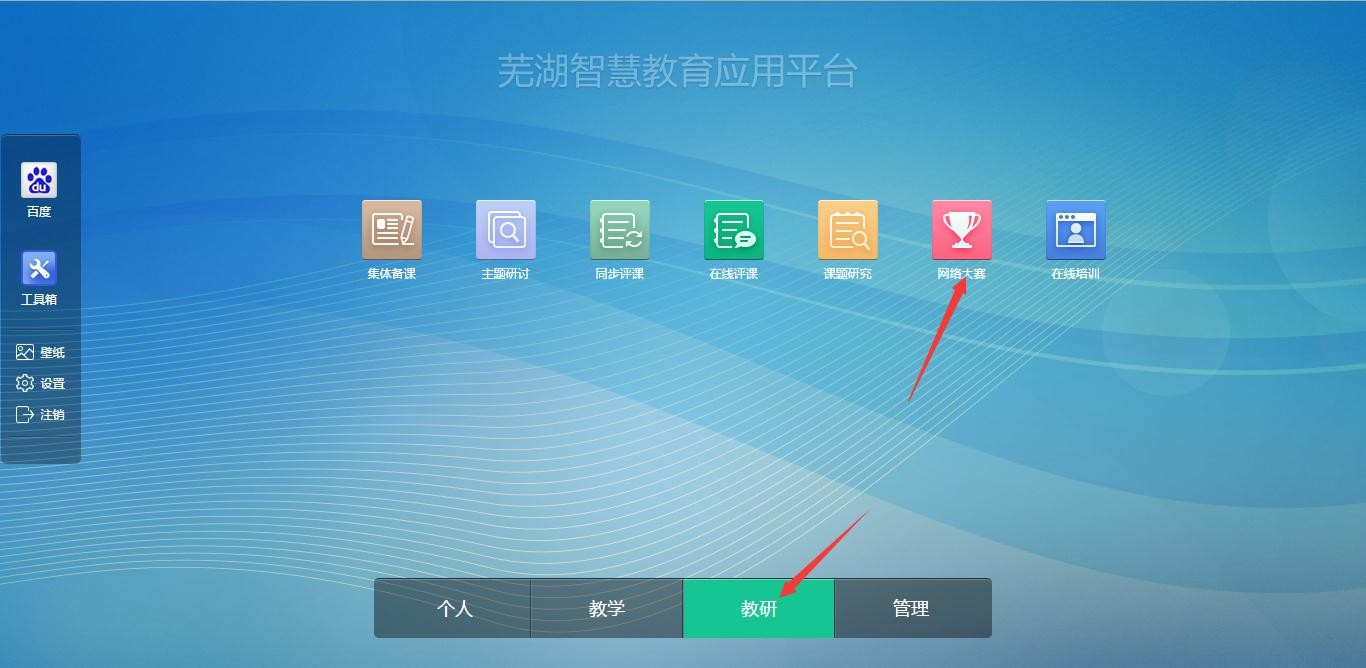 芜湖智慧教育应用平台
du
百度
工具箱
壁纸
设置
注销
集体备课
主题研讨
同步评课
在线评课
课题研究
网络大赛
在线培训
个人
教学
教研
管理